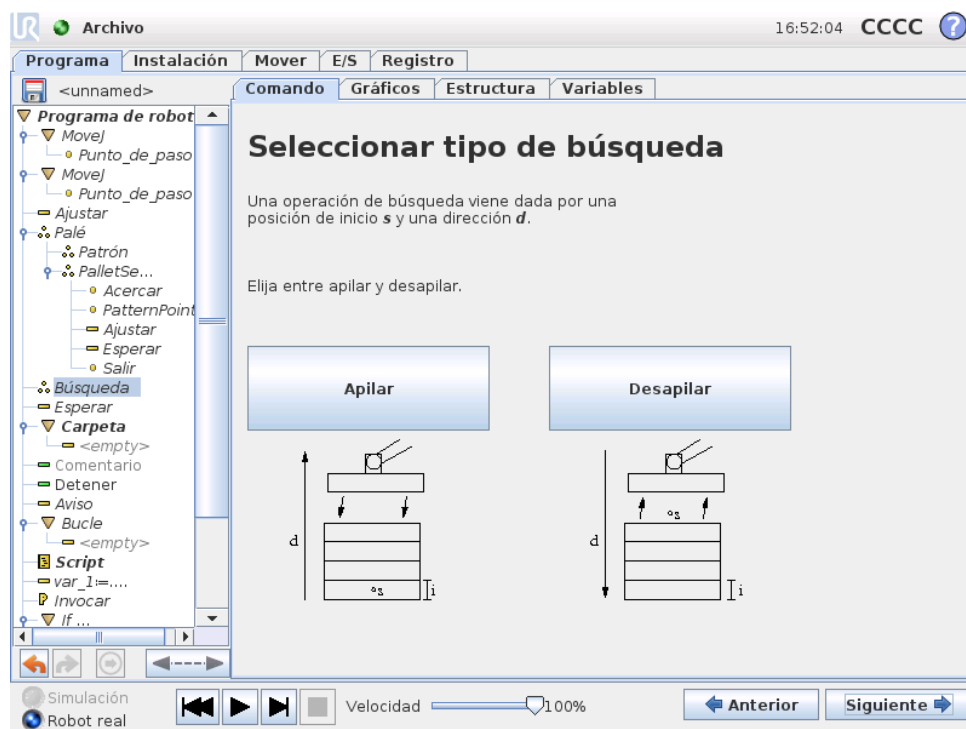 UR
Archivo
16:52:04
CCCC
?
Programa
Instalación
Mover
E/S
Registro
<unnamed>
Comando
Gráficos
Estructura
Variables
Programa de robot
MoveJ
Punto_de_paso
MoveJ
Punto_de_paso
Ajustar
Palé
Patrón
PalletSe...
Acercar
PatternPoint
Ajustar
Esperar
Salir
Búsqueda
Esperar
Carpeta
<empty>
Comentario
Detener
Aviso
Bucle
<empty>
Script
var_1:=....
Invocar
If ...
Seleccionar tipo de búsqueda
Una operación de búsqueda viene dada por una
posición de inicio s y una dirección d.
Elija entre apilar y desapilar.
Apilar
Desapilar
d
s
i
d
s
i
Simulación
Robot real
Velocidad
100%
Anterior
Siguiente